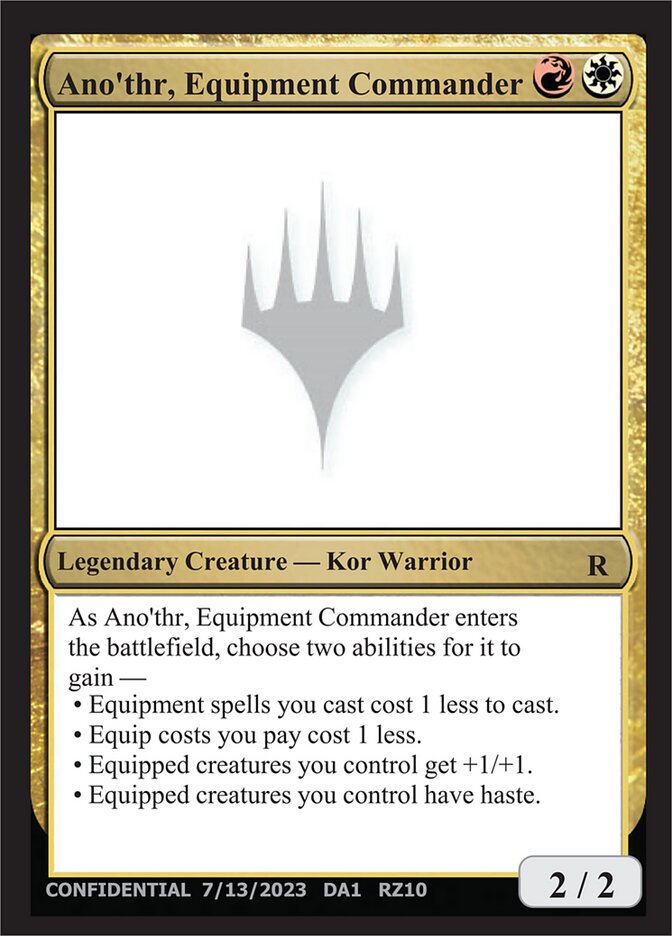 Ano'thr, Equipment Commander
Legendary Creature — Kor Warrior R
As Ano'thr, Equipment Commander enters
the battlefield, choose two abilities for it to
gain —
• Equipment spells you cast cost 1 less to cast.
• Equip costs you pay cost 1 less.
• Equipped creatures you control get +1/+1.
• Equipped creatures you control have haste.
CONFIDENTIAL 7/13/2023 DA1 RZ10
2 / 2